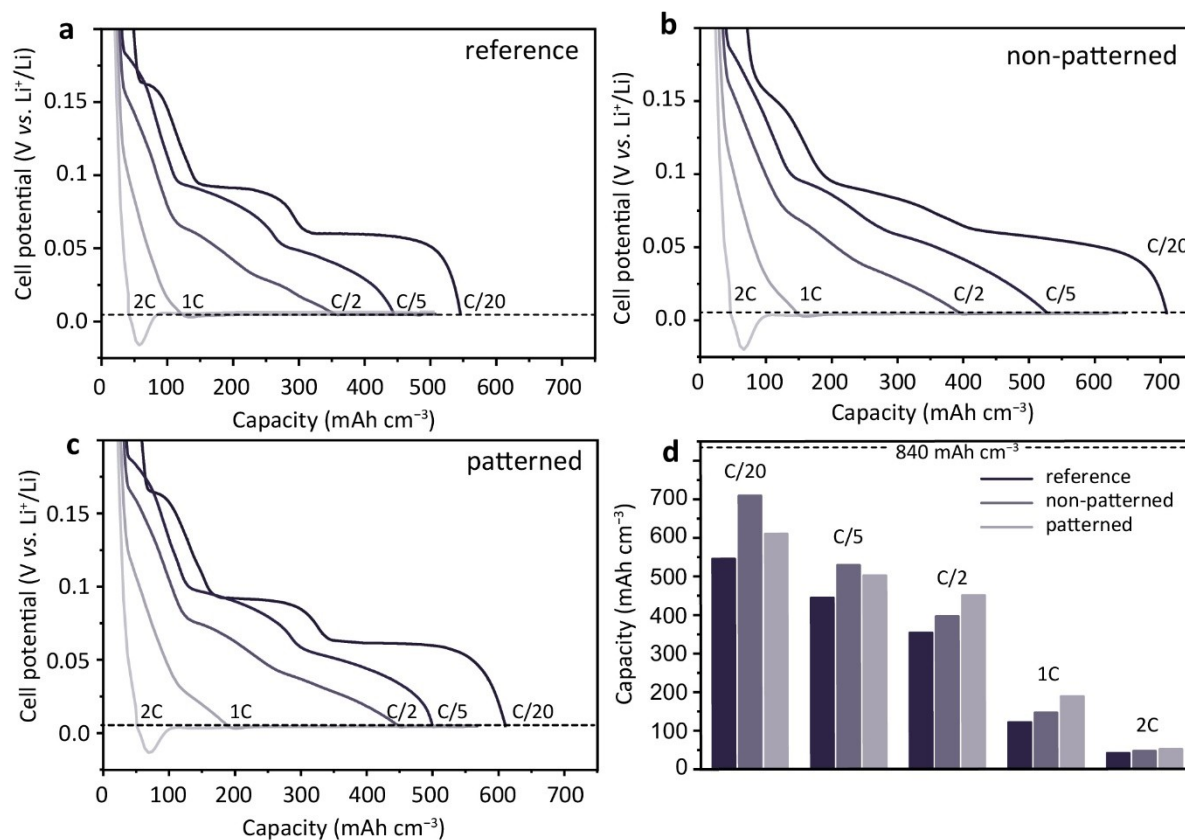 a
reference
Cell potential (V vs. Li⁺/Li)
0.15
0.1
0.05
0.0
2C 1C C/2 C/5 C/20
0 100 200 300 400 500 600 700
Capacity (mAh cm⁻³)
b
non-patterned
Cell potential (V vs. Li⁺/Li)
0.15
0.1
0.05
0.0
C/20
2C 1C C/2 C/5
0 100 200 300 400 500 600 700
Capacity (mAh cm⁻³)
c
patterned
Cell potential (V vs. Li⁺/Li)
0.15
0.1
0.05
0.0
2C 1C C/2 C/5 C/20
0 100 200 300 400 500 600 700
Capacity (mAh cm⁻³)
d
840 mAh cm⁻³
reference
non-patterned
patterned
Capacity (mAh cm⁻³)
700
600
500
400
300
200
100
0
C/20
C/5
C/2
1C
2C